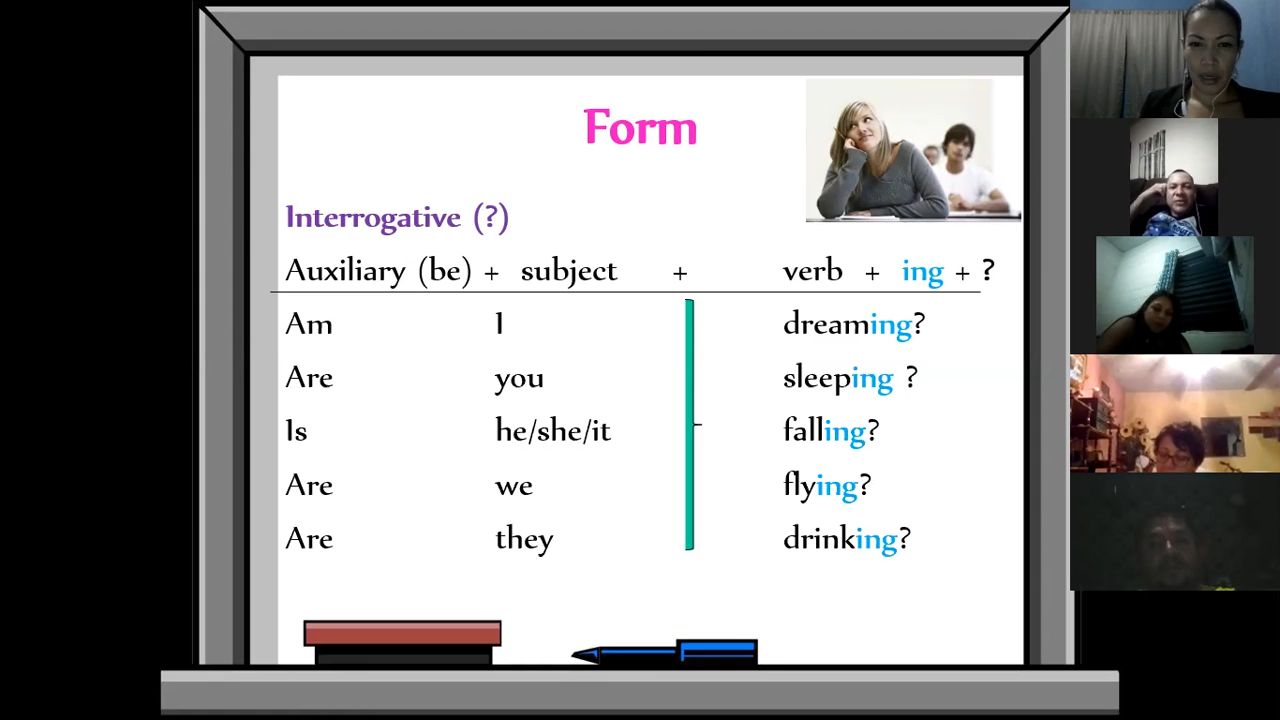 Form
Interrogative (?)
Auxiliary (be) + subject + verb + ing + ?
Am I dreaming?
Are you sleeping ?
Is he/she/it falling?
Are we flying?
Are they drinking?